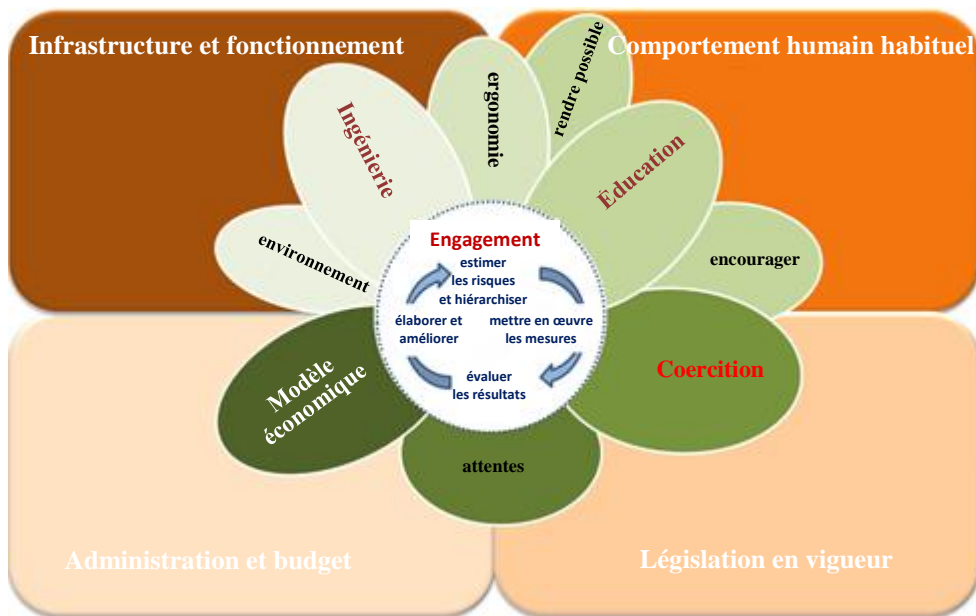 Infrastructure et fonctionnement
Comportement humain habituel
Ingénierie
ergonomie
rendre possible
Éducation
environnement
encourager
Engagement
estimer
les risques
et hiérarchiser
élaborer et
améliorer
mettre en œuvre
les mesures
évaluer
les résultats
Modèle
économique
Coercition
attentes
Administration et budget
Législation en vigueur